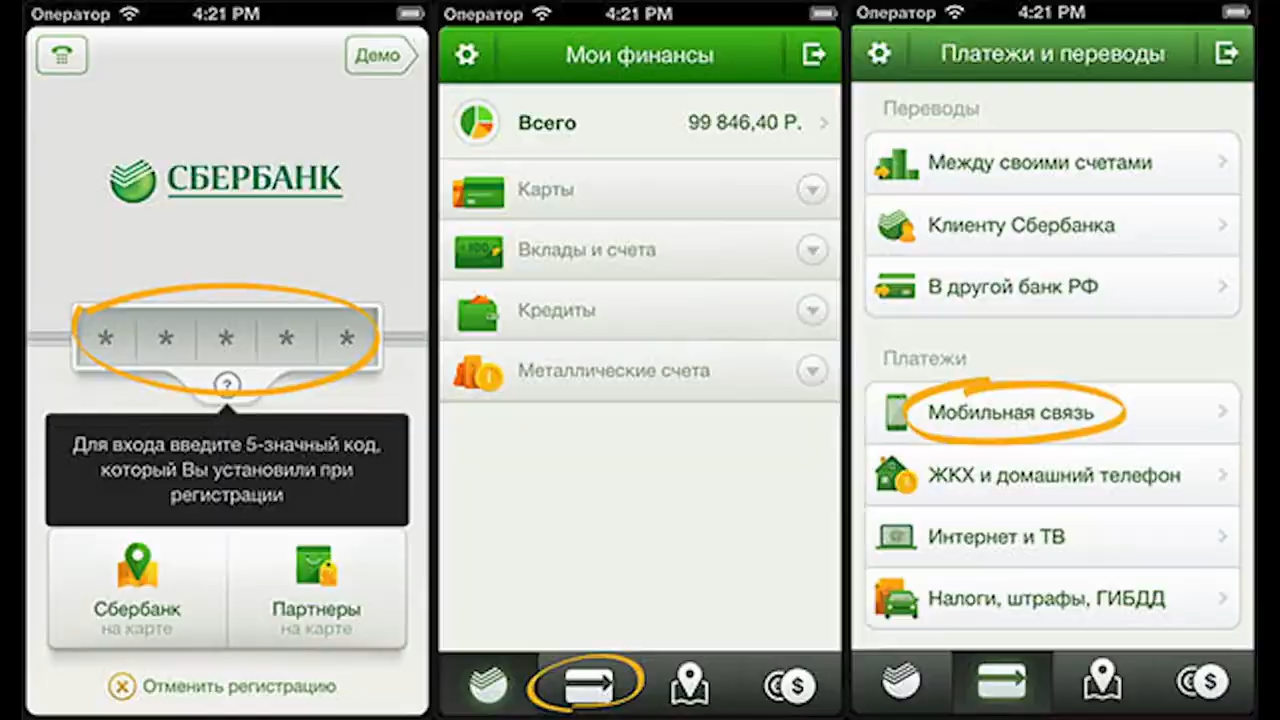 Оператор 4:21 PM
Демо
СБЕРБАНК
* * * * *
?
Для входа введите 5-значный код,
который Вы установили при
регистрации
Сбербанк
на карте
Партнеры
на карте
Отменить регистрацию
Оператор 4:21 PM
Мои финансы
Всего 99 846,40 Р.
Карты
Вклады и счета
Кредиты
Металлические счета
$
Оператор 4:21 PM
Платежи и переводы
Переводы
Между своими счетами
Клиенту Сбербанка
В другой банк РФ
Платежи
Мобильная связь
ЖКХ и домашний телефон
Интернет и ТВ
Налоги, штрафы, ГИБДД
$